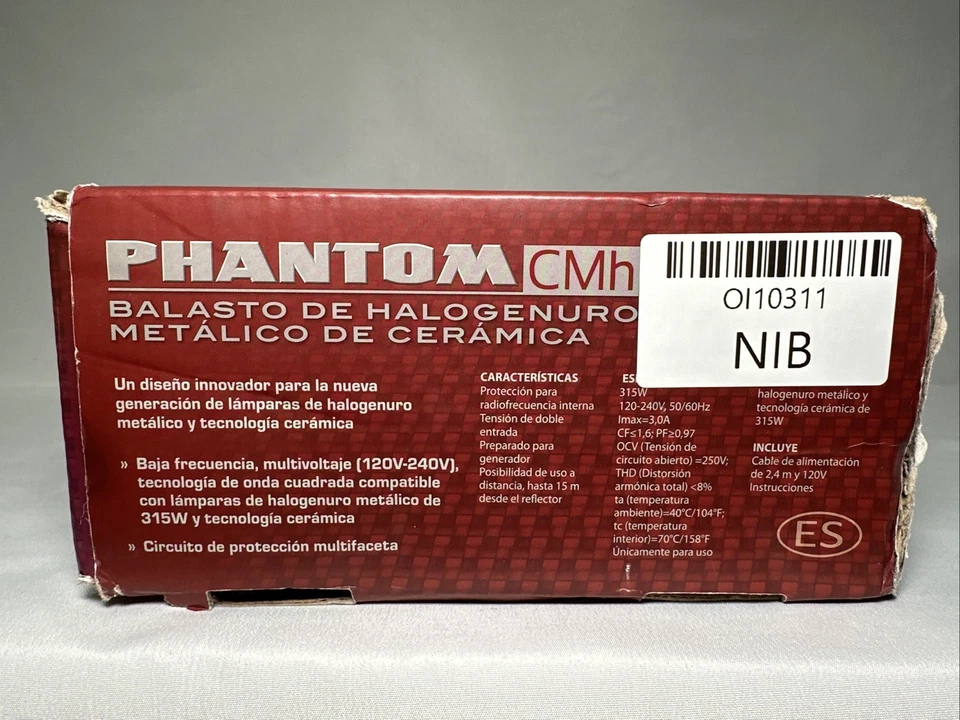 PHANTOM CMh
BALASTO DE HALOGENURO
METÁLICO DE CERÁMICA
OI10311
NIB
Un diseño innovador para la nueva
generación de lámparas de halogenuro
metálico y tecnología cerámica
» Baja frecuencia, multivoltaje (120V-240V),
tecnología de onda cuadrada compatible
con lámparas de halogenuro metálico de
315W y tecnología cerámica
» Circuito de protección multifaceta
CARACTERÍSTICAS
Protección para
radiofrecuencia interna
Tensión de doble
entrada
Preparado para
generador
Posibilidad de uso a
distancia, hasta 15 m
desde el reflector
ES
315W
120-240V, 50/60Hz
Imax=3,0A
CF≤1,6; PF≥0,97
OCV (Tensión de
circuito abierto) =250V;
THD (Distorsión
armónica total) <8%
ta (temperatura
ambiente)=40°C/104°F;
tc (temperatura
interior)=70°C/158°F
Únicamente para uso
halogenuro metálico y
tecnología cerámica de
315W
INCLUYE
Cable de alimentación
de 2,4 m y 120V
Instrucciones
ES